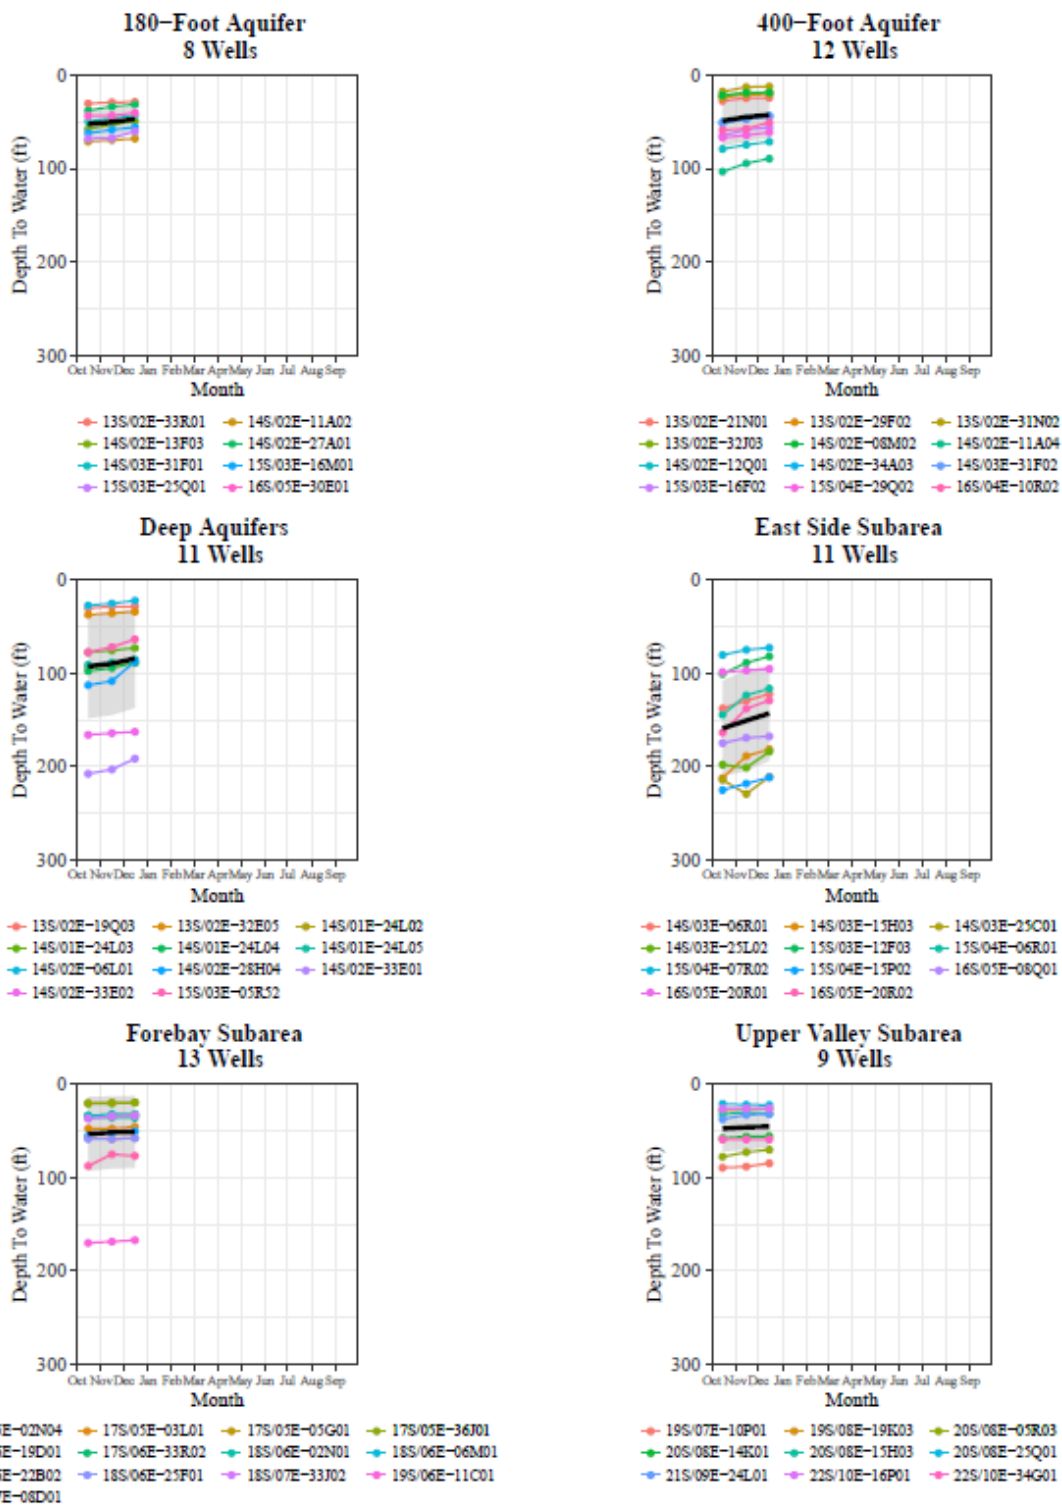 180−Foot Aquifer
8 Wells
0
100
200
300
Depth To Water (ft)
Oct Nov Dec Jan Feb Mar Apr May Jun Jul Aug Sep
Month
13S/02E−33R01 14S/02E−11A02
14S/02E−13F03 14S/02E−27A01
14S/03E−31F01 15S/03E−16M01
15S/03E−25Q01 16S/05E−30E01
400−Foot Aquifer
12 Wells
0
100
200
300
Depth To Water (ft)
Oct Nov Dec Jan Feb Mar Apr May Jun Jul Aug Sep
Month
13S/02E−21N01 13S/02E−29F02 13S/02E−31N02
13S/02E−32J03 14S/02E−08M02 14S/02E−11A04
14S/02E−12Q01 14S/02E−34A03 14S/03E−31F02
15S/03E−16F02 15S/04E−29Q02 16S/04E−10R02
Deep Aquifers
11 Wells
0
100
200
300
Depth To Water (ft)
Oct Nov Dec Jan Feb Mar Apr May Jun Jul Aug Sep
Month
13S/02E−19Q03 13S/02E−32E05 14S/01E−24L02
14S/01E−24L03 14S/01E−24L04 14S/01E−24L05
14S/02E−06L01 14S/02E−28H04 14S/02E−33E01
14S/02E−33E02 15S/03E−05R52
East Side Subarea
11 Wells
0
100
200
300
Depth To Water (ft)
Oct Nov Dec Jan Feb Mar Apr May Jun Jul Aug Sep
Month
14S/03E−06R01 14S/03E−15H03 14S/03E−25C01
14S/03E−25L02 15S/03E−12F03 15S/04E−06R01
15S/04E−07R02 15S/04E−15P02 16S/05E−08Q01
16S/05E−20R01 16S/05E−20R02
Forebay Subarea
13 Wells
0
100
200
300
Depth To Water (ft)
Oct Nov Dec Jan Feb Mar Apr May Jun Jul Aug Sep
Month
E−02N04 17S/05E−03L01 17S/05E−05G01 17S/05E−36J01
E−19D01 17S/06E−33R02 18S/06E−02N01 18S/06E−06M01
E−22B02 18S/06E−25F01 18S/07E−33J02 19S/06E−11C01
E−08D01
Upper Valley Subarea
9 Wells
0
100
200
300
Depth To Water (ft)
Oct Nov Dec Jan Feb Mar Apr May Jun Jul Aug Sep
Month
19S/07E−10P01 19S/08E−19K03 20S/08E−05R03
20S/08E−14K01 20S/08E−15H03 20S/08E−25Q01
21S/09E−24L01 22S/10E−16P01 22S/10E−34G01